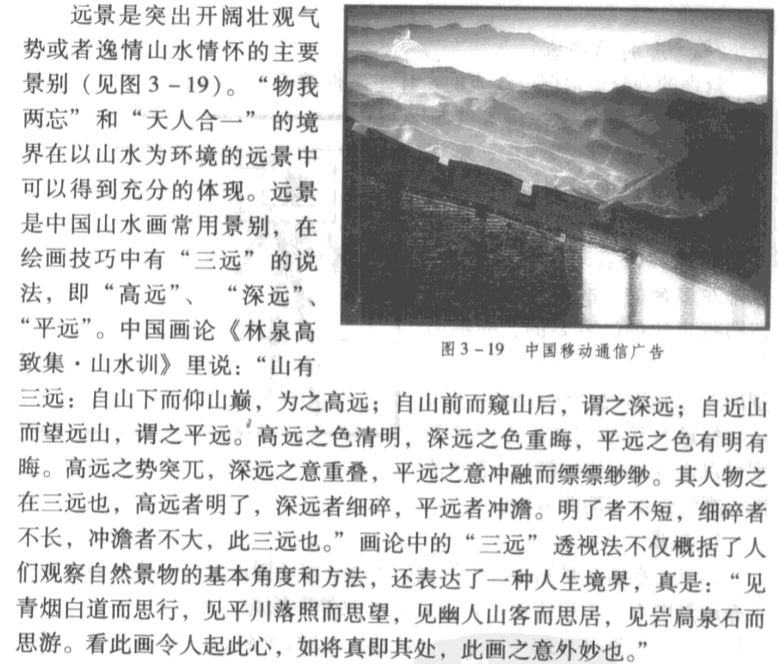 远景是突出开阔壮观气
势或者逸情山水情怀的主要
景别（见图3-19）。“物我
两忘”和“天人合一”的境
界在以山水为环境的远景中
可以得到充分的体现。远景
是中国山水画常用景别，在
绘画技巧中有“三远”的说
法，即“高远”、“深远”、
“平远”。中国画论《林泉高
致集·山水训》里说：“山有
图3-19 中国移动通信广告
三远：自山下而仰山巅，为之高远；自山前而窥山后，谓之深远；自近山
而望远山，谓之平远。高远之色清明，深远之色重晦，平远之色有明有
晦。高远之势突兀，深远之意重叠，平远之意冲融而缥缥缈缈。其人物之
在三远也，高远者明了，深远者细碎，平远者冲澹。明了者不短，细碎者
不长，冲澹者不大，此三远也。”画论中的“三远”透视法不仅概括了人
们观察自然景物的基本角度和方法，还表达了一种人生境界，真是：“见
青烟白道而思行，见平川落照而思望，见幽人山客而思居，见岩扃泉石而
思游。看此画令人起此心，如将真即其处，此画之意外妙也。”